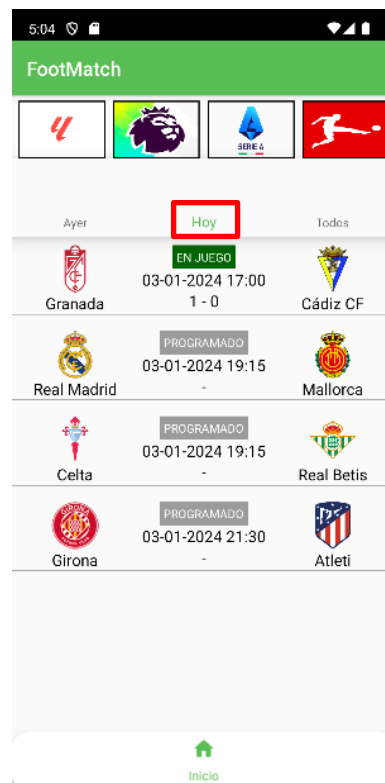 5:04
FootMatch
SERIE A
Ayer Hoy Todos
EN JUEGO
03-01-2024 17:00
Granada 1 - 0 Cádiz CF
PROGRAMADO
03-01-2024 19:15
Real Madrid - Mallorca
PROGRAMADO
03-01-2024 19:15
Celta - Real Betis
PROGRAMADO
03-01-2024 21:30
Girona - Atleti
Inicio